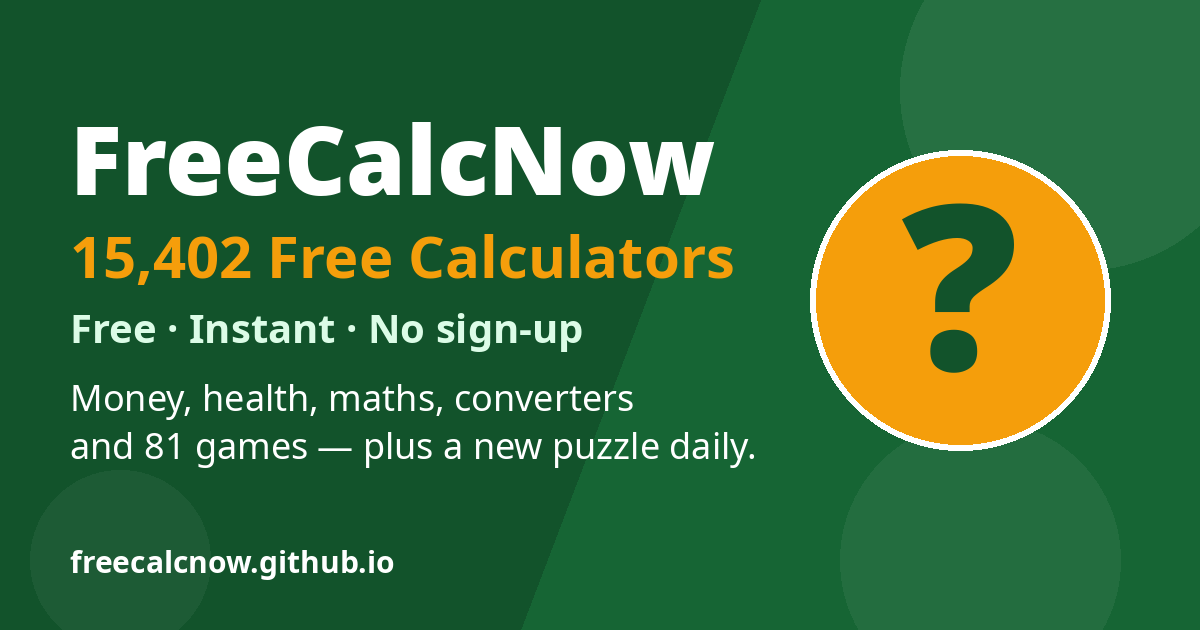 FreeCalcNow
15,402 Free Calculators
Free · Instant · No sign-up
Money, health, maths, converters
and 81 games — plus a new puzzle daily.
freecalcnow.github.io
?